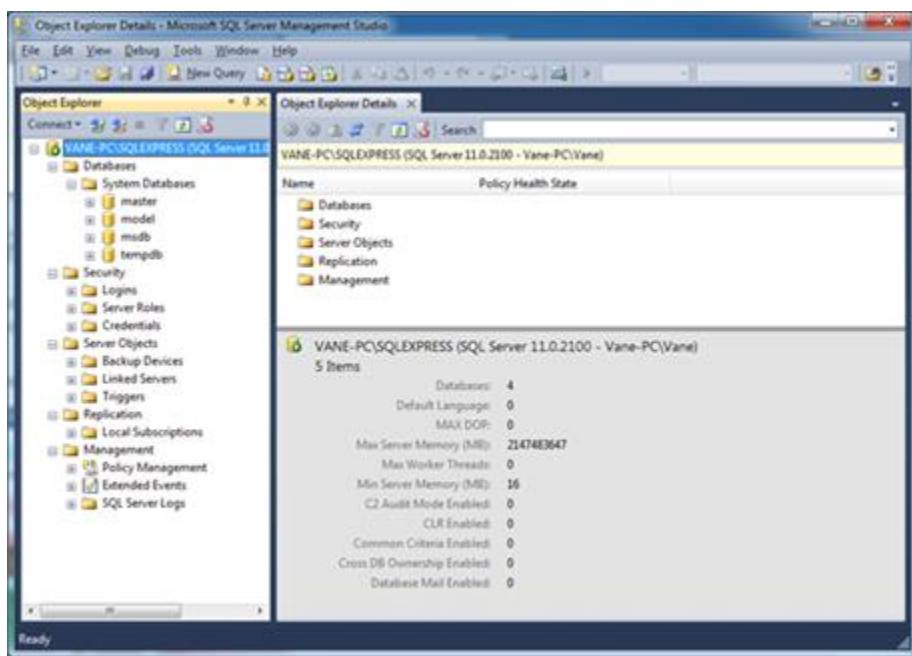 Object Explorer Details - Microsoft SQL Server Management Studio
File Edit View Debug Tools Window Help
New Query
Object Explorer
Connect
VANE-PC\SQLEXPRESS (SQL Server 11.0
Databases
System Databases
master
model
msdb
tempdb
Security
Logins
Server Roles
Credentials
Server Objects
Backup Devices
Linked Servers
Triggers
Replication
Local Subscriptions
Management
Policy Management
Extended Events
SQL Server Logs
Object Explorer Details
Search
VANE-PC\SQLEXPRESS (SQL Server 11.0.2100 - Vane-PC\Vane)
Name Policy Health State
Databases
Security
Server Objects
Replication
Management
VANE-PC\SQLEXPRESS (SQL Server 11.0.2100 - Vane-PC\Vane)
5 Items
Databases: 4
Default Language: 0
MAX DOP: 0
Max Server Memory (MB): 2147483647
Max Worker Threads: 0
Min Server Memory (MB): 16
C2 Audit Mode Enabled: 0
CLR Enabled: 0
Common Criteria Enabled: 0
Cross DB Ownership Enabled: 0
Database Mail Enabled: 0
Ready